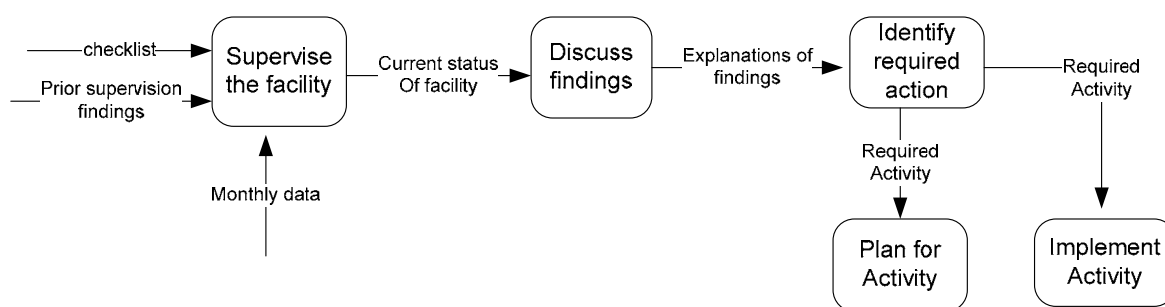 checklist
Prior supervision
findings
Monthly data
Supervise
the facility
Current status
Of facility
Discuss
findings
Explanations of
findings
Identify
required
action
Required
Activity
Required
Activity
Plan for
Activity
Implement
Activity